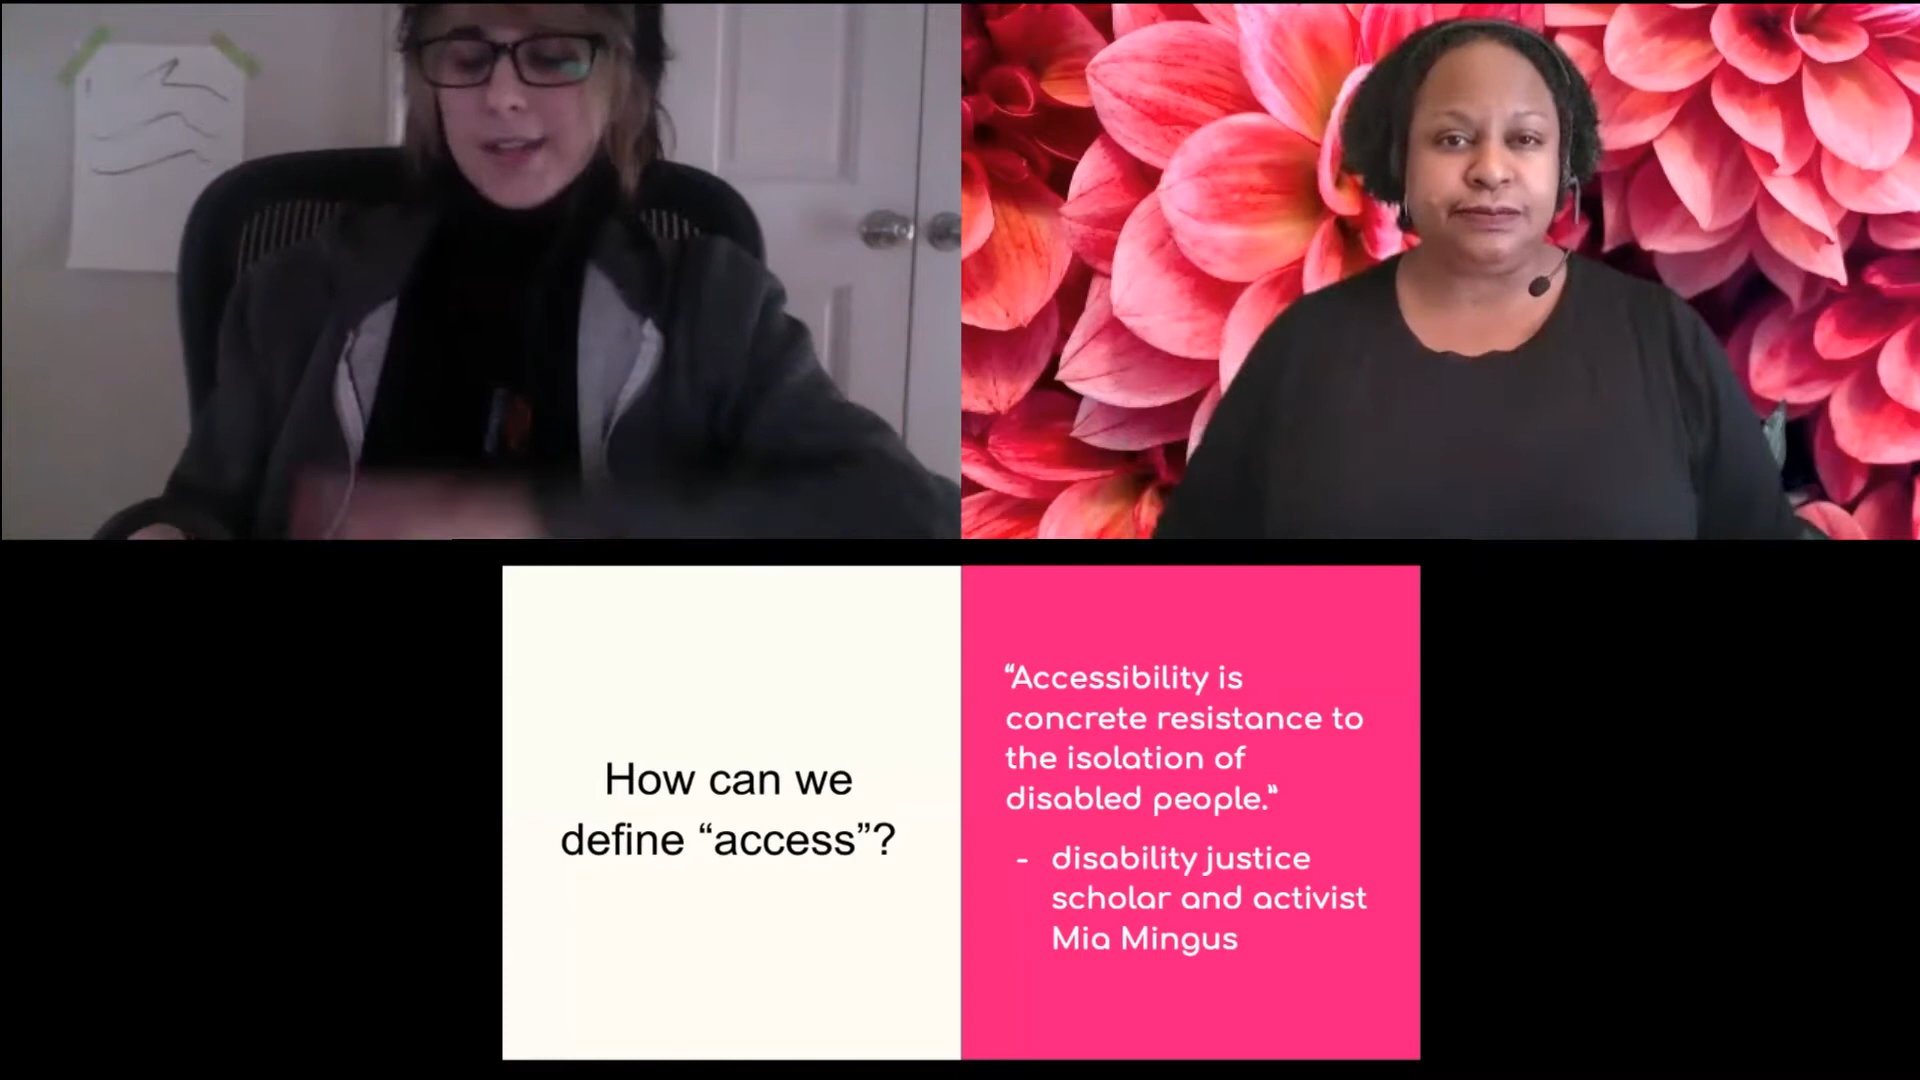 How can we
define “access”?
“Accessibility is
concrete resistance to
the isolation of
disabled people.”
- disability justice
scholar and activist
Mia Mingus